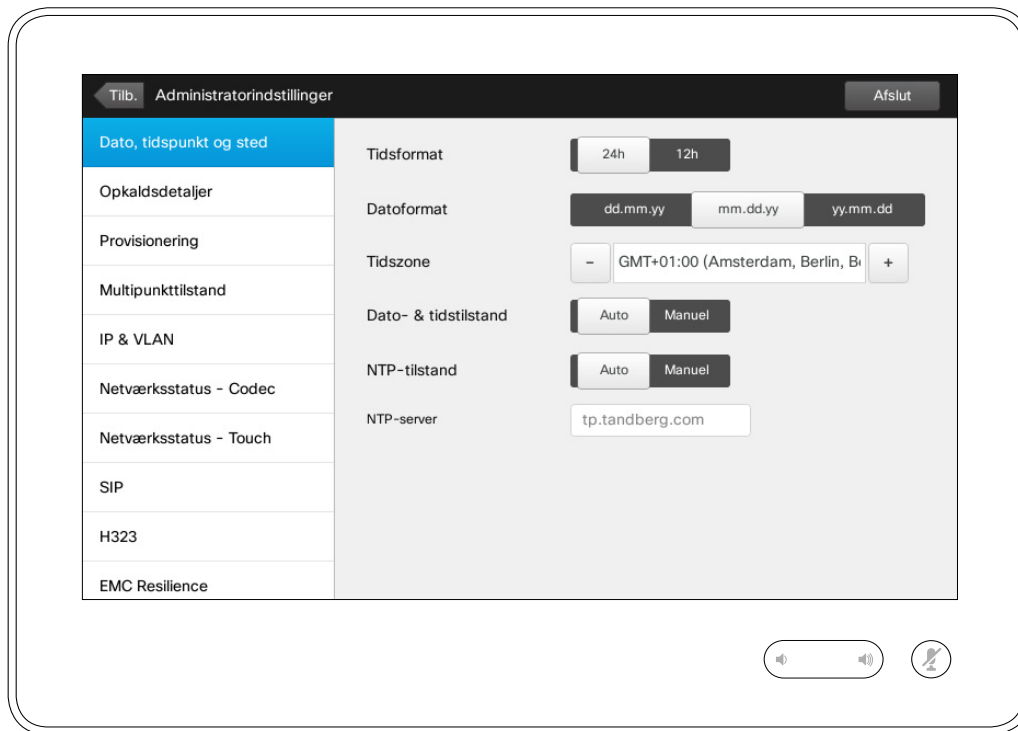 Tilb. Administratorindstillinger Afslut
Dato, tidspunkt og sted
Opkaldsdetaljer
Provisionering
Multipunkttilstand
IP & VLAN
Netværksstatus - Codec
Netværksstatus - Touch
SIP
H323
EMC Resilience
Tidsformat 24h 12h
Datoformat dd.mm.yy mm.dd.yy yy.mm.dd
Tidszone - GMT+01:00 (Amsterdam, Berlin, +
Dato- & tidstilstand Auto Manuel
NTP-tilstand Auto Manuel
NTP-server tp.tandberg.com